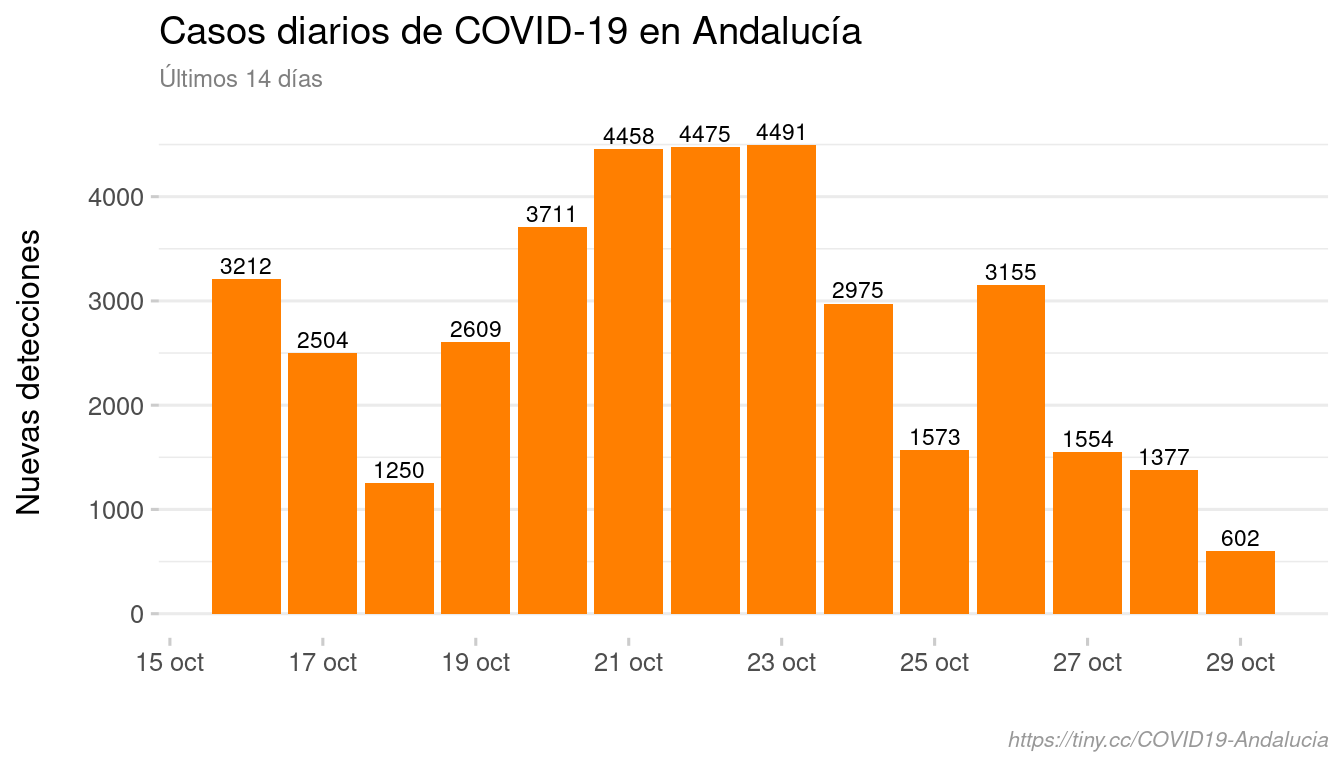 Casos diarios de COVID-19 en Andalucía
Últimos 14 días
Nuevas detecciones
4000
3000
2000
1000
0
3212
2504
1250
2609
3711
4458
4475
4491
2975
1573
3155
1554
1377
602
15 oct
17 oct
19 oct
21 oct
23 oct
25 oct
27 oct
29 oct
https://tiny.cc/COVID19-Andalucia